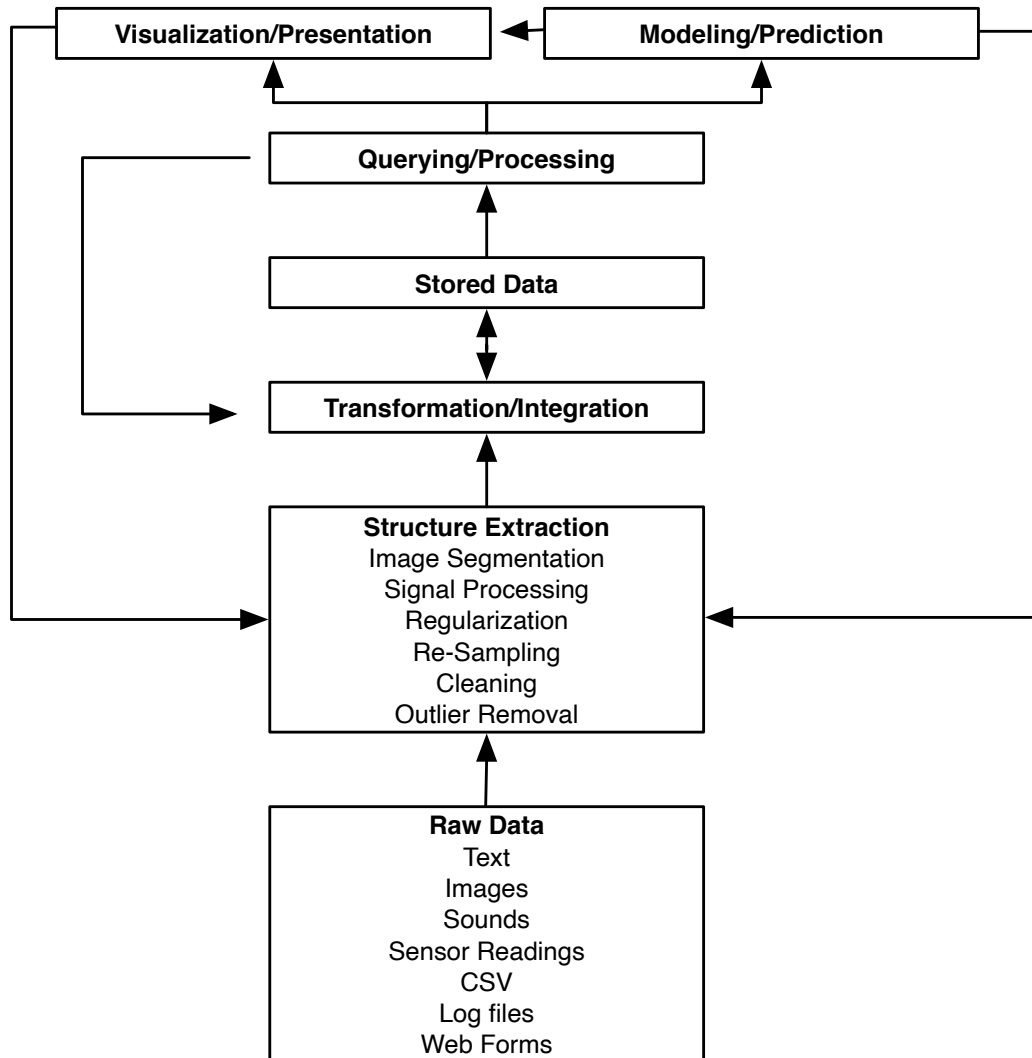 Visualization/Presentation
Modeling/Prediction
Querying/Processing
Stored Data
Transformation/Integration
Structure Extraction
Image Segmentation
Signal Processing
Regularization
Re-Sampling
Cleaning
Outlier Removal
Raw Data
Text
Images
Sounds
Sensor Readings
CSV
Log files
Web Forms